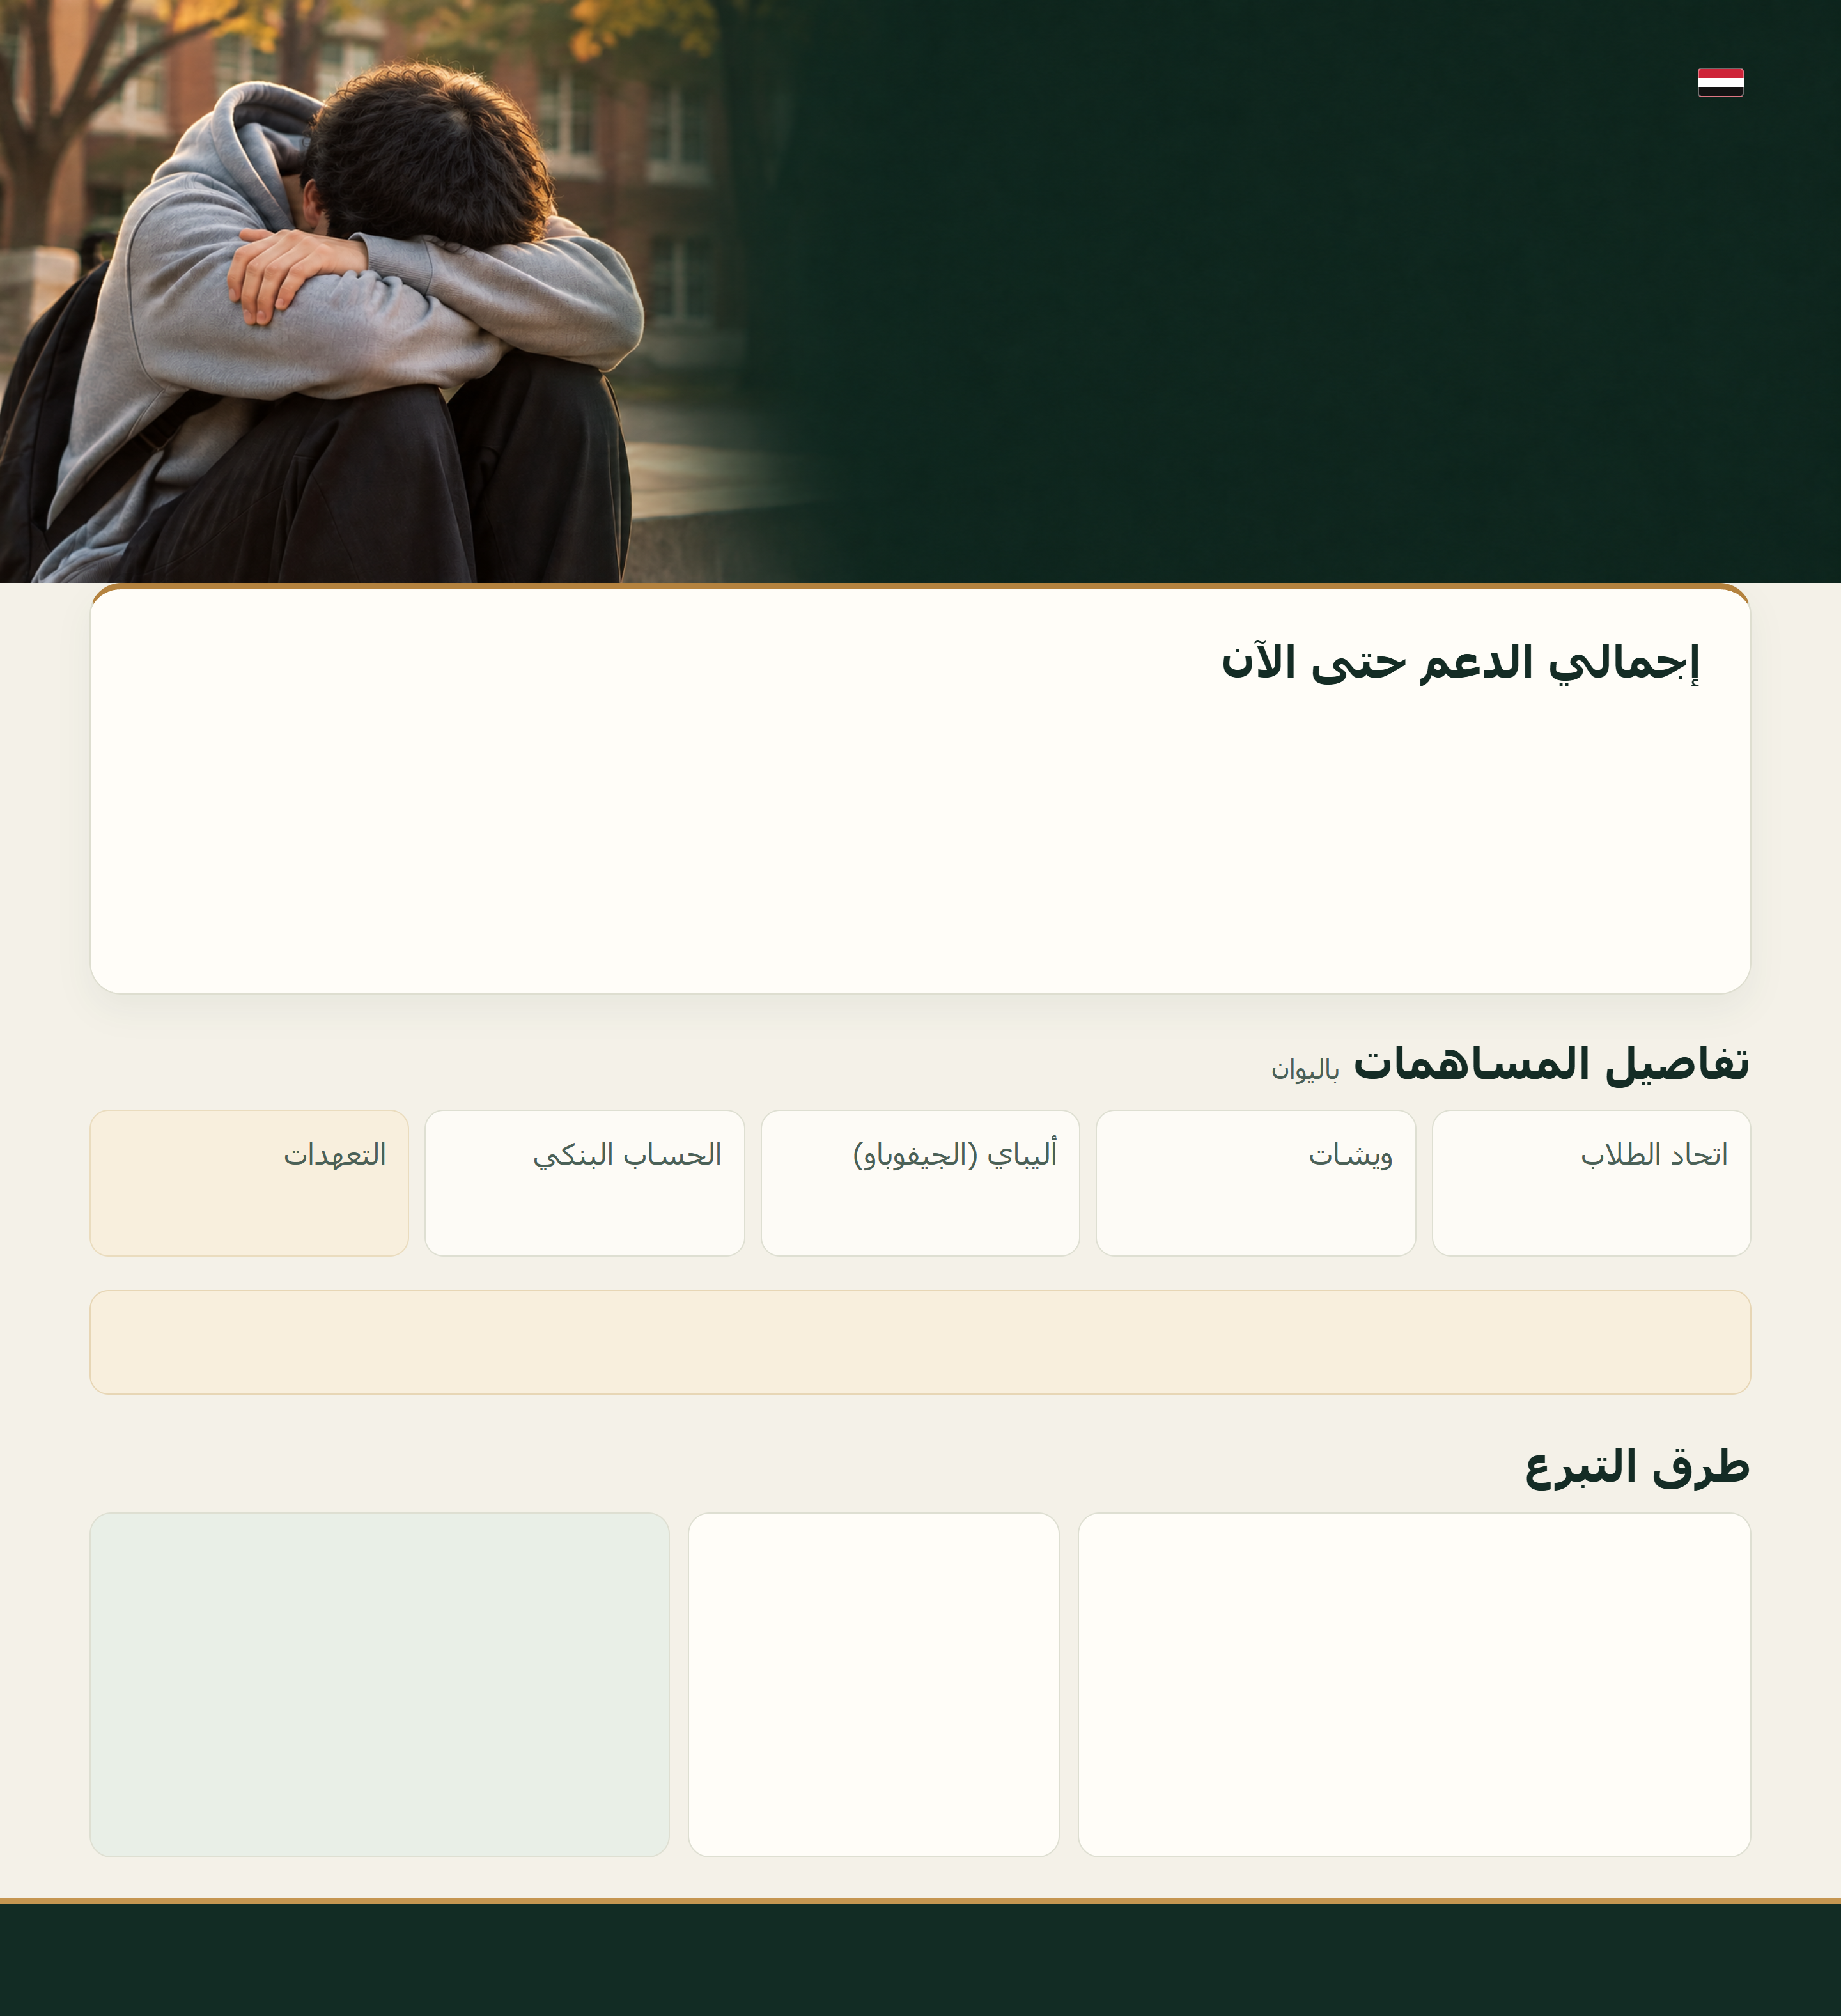 إجمالي الدعم حتى الآن
تفاصيل المساهمات باليوان
اتحاد الطلاب
ويشات
أليباي (الجيفوباو)
الحساب البنكي
التعهدات
طرق التبرع